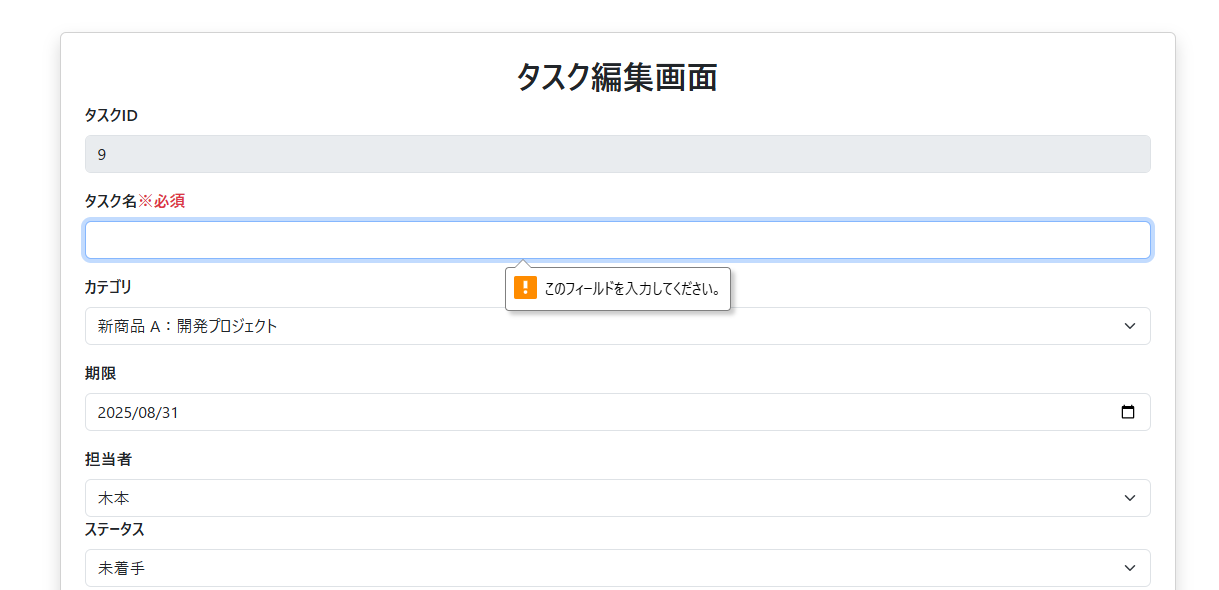 タスク編集画面
タスクID
9
タスク名※必須
このフィールドを入力してください。
カテゴリ
新商品 A：開発プロジェクト
期限
2025/08/31
担当者
木本
ステータス
未着手